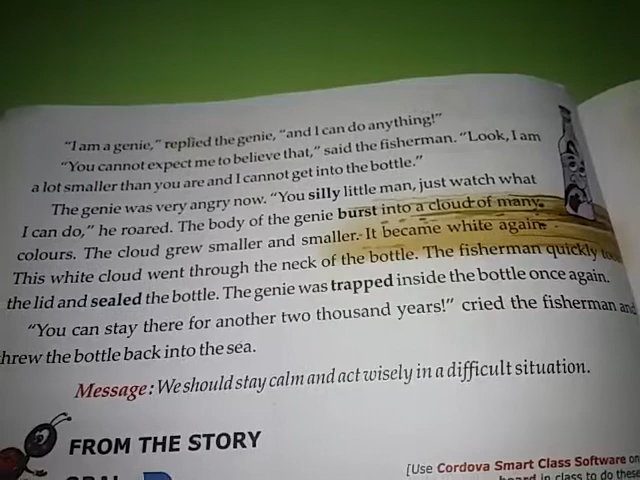 "I am a genie," replied the genie, "and I can do anything!"
"You cannot expect me to believe that," said the fisherman. "Look, I am
a lot smaller than you are and I cannot get into the bottle."
The genie was very angry now. "You silly little man, just watch what
I can do," he roared. The body of the genie burst into a cloud of many
colours. The cloud grew smaller and smaller. It became white again.
This white cloud went through the neck of the bottle. The fisherman quickly
the lid and sealed the bottle. The genie was trapped inside the bottle once again.
"You can stay there for another two thousand years!" cried the fisherman and
threw the bottle back into the sea.
Message: We should stay calm and act wisely in a difficult situation.
FROM THE STORY
[Use Cordova Smart Class Software on
board in class to do these